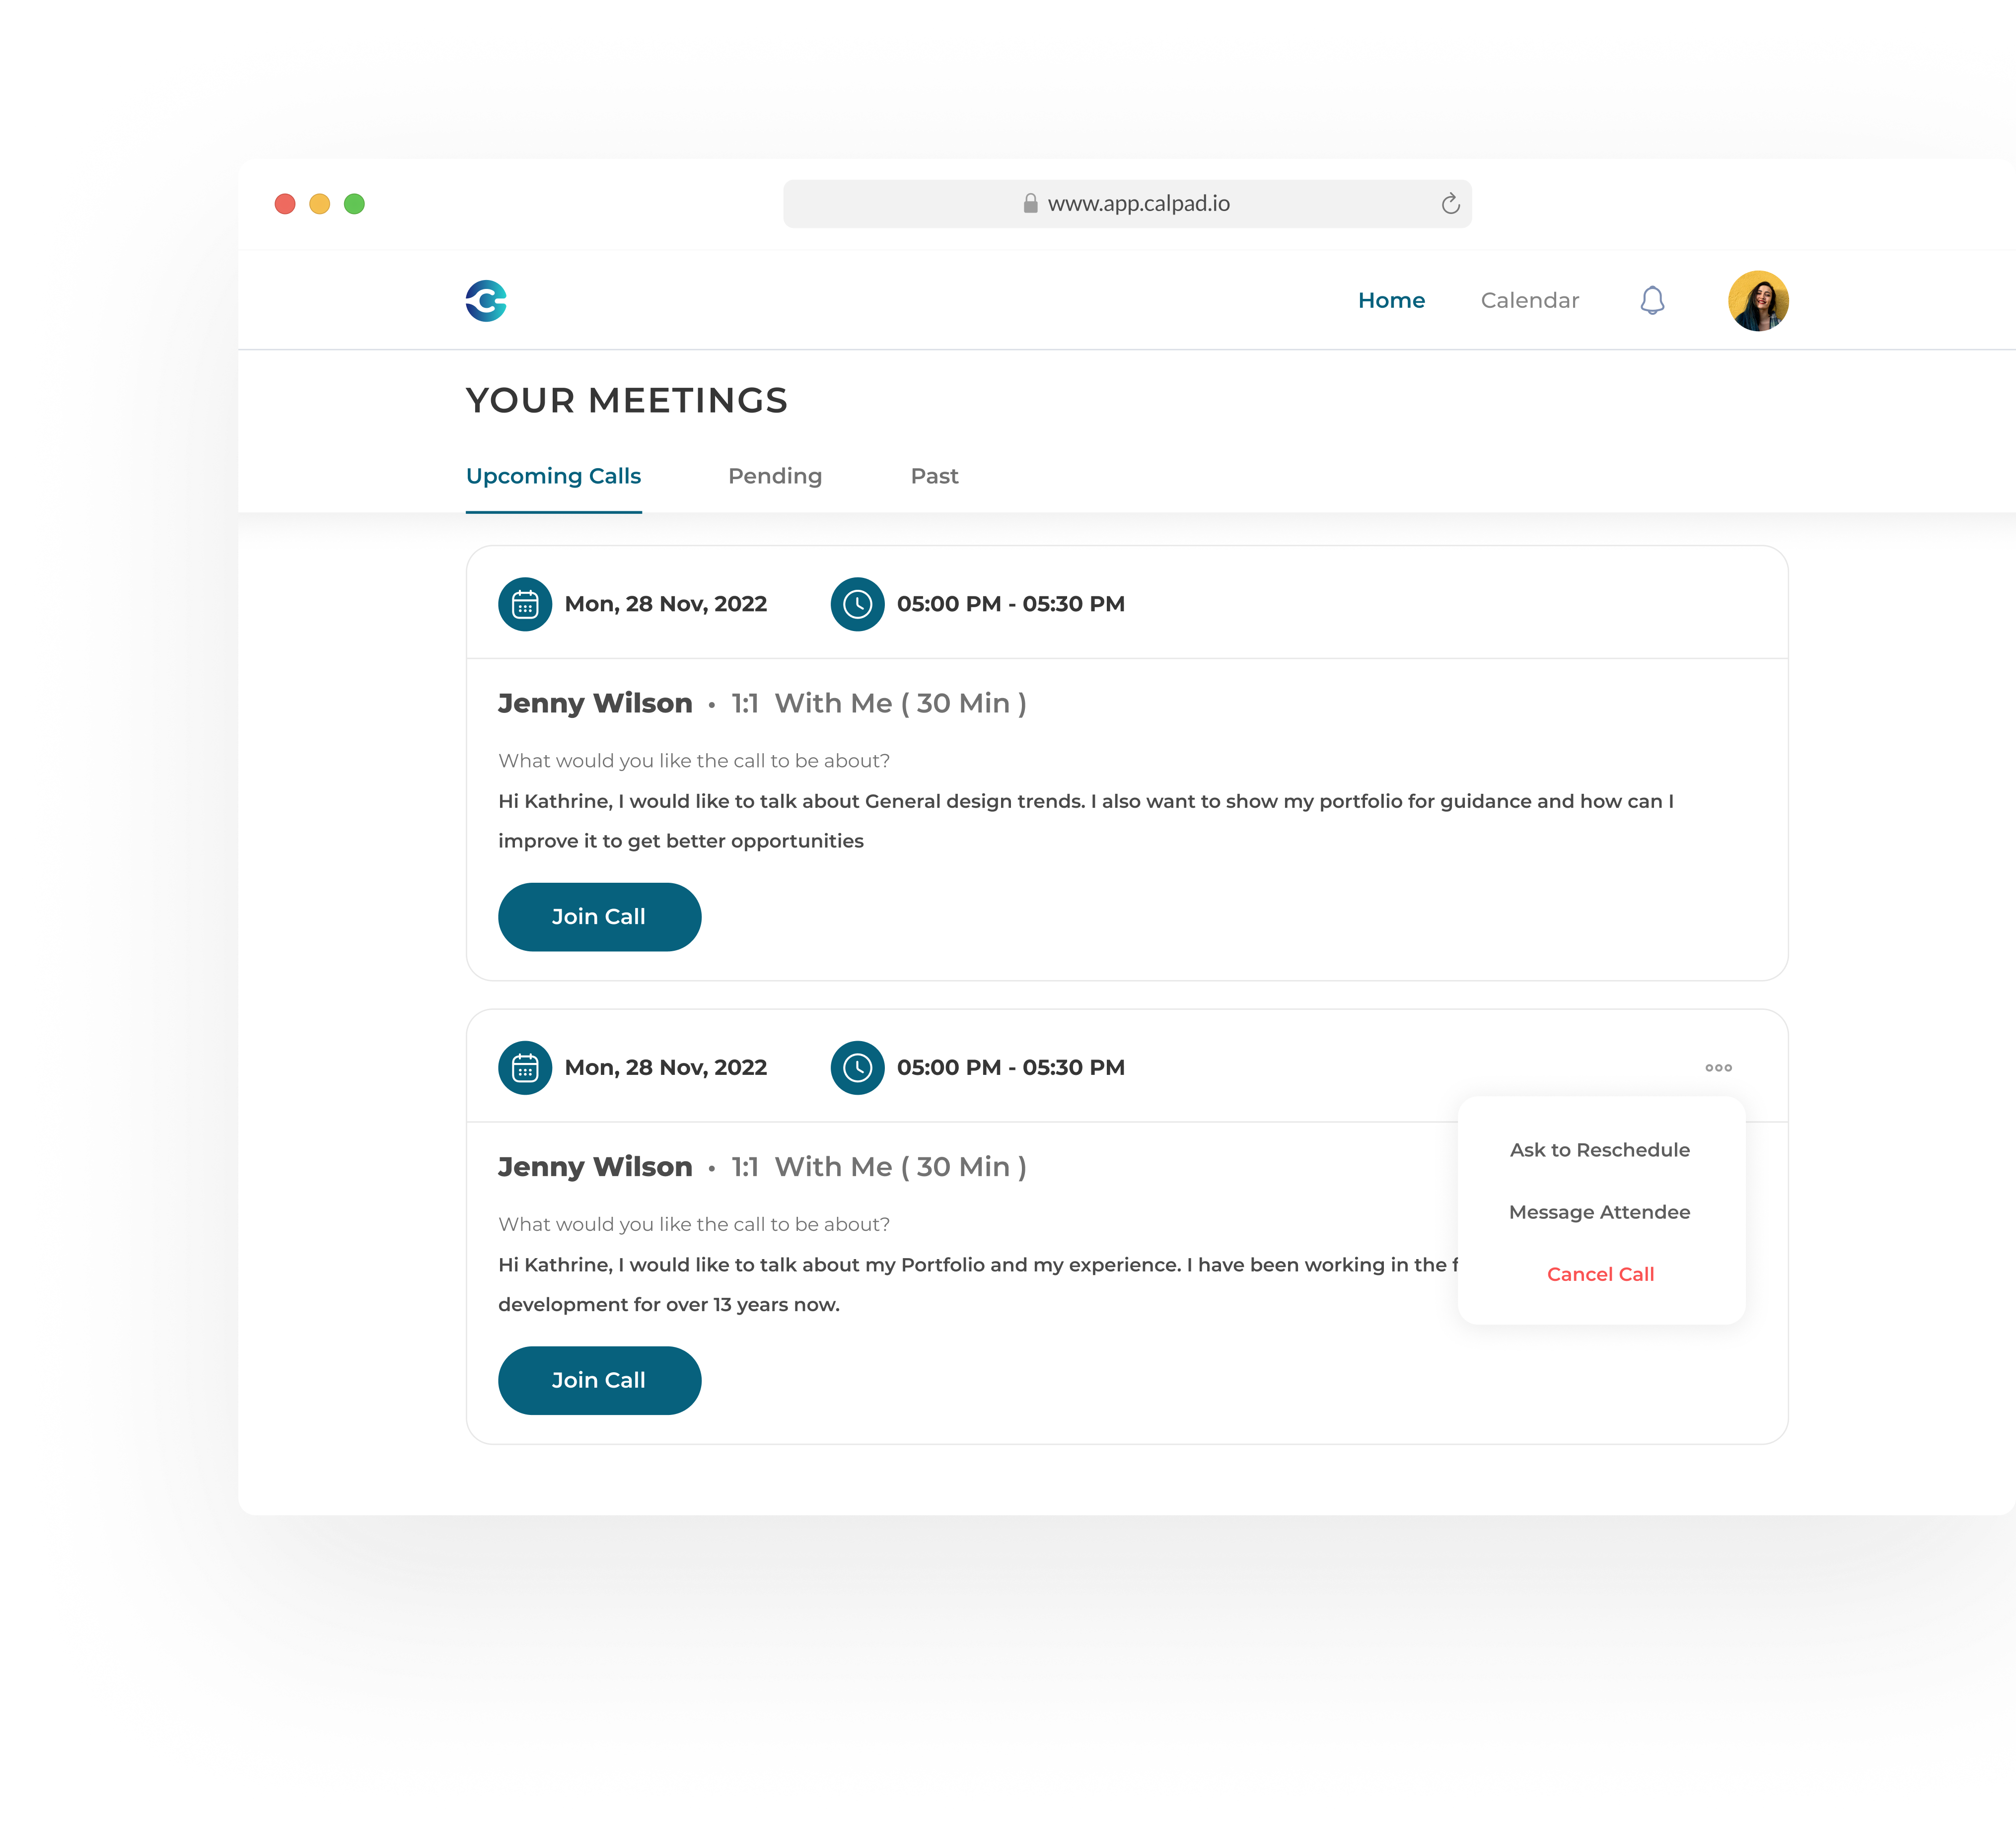 www.app.calpad.io
Home Calendar
YOUR MEETINGS
Upcoming Calls Pending Past
Mon, 28 Nov, 2022 05:00 PM - 05:30 PM
Jenny Wilson • 1:1 With Me ( 30 Min )
What would you like the call to be about?
Hi Kathrine, I would like to talk about General design trends. I also want to show my portfolio for guidance and how can I
improve it to get better opportunities
Join Call
Mon, 28 Nov, 2022 05:00 PM - 05:30 PM
Jenny Wilson • 1:1 With Me ( 30 Min )
What would you like the call to be about?
Hi Kathrine, I would like to talk about my Portfolio and my experience. I have been working in the
development for over 13 years now.
Join Call
Ask to Reschedule
Message Attendee
Cancel Call